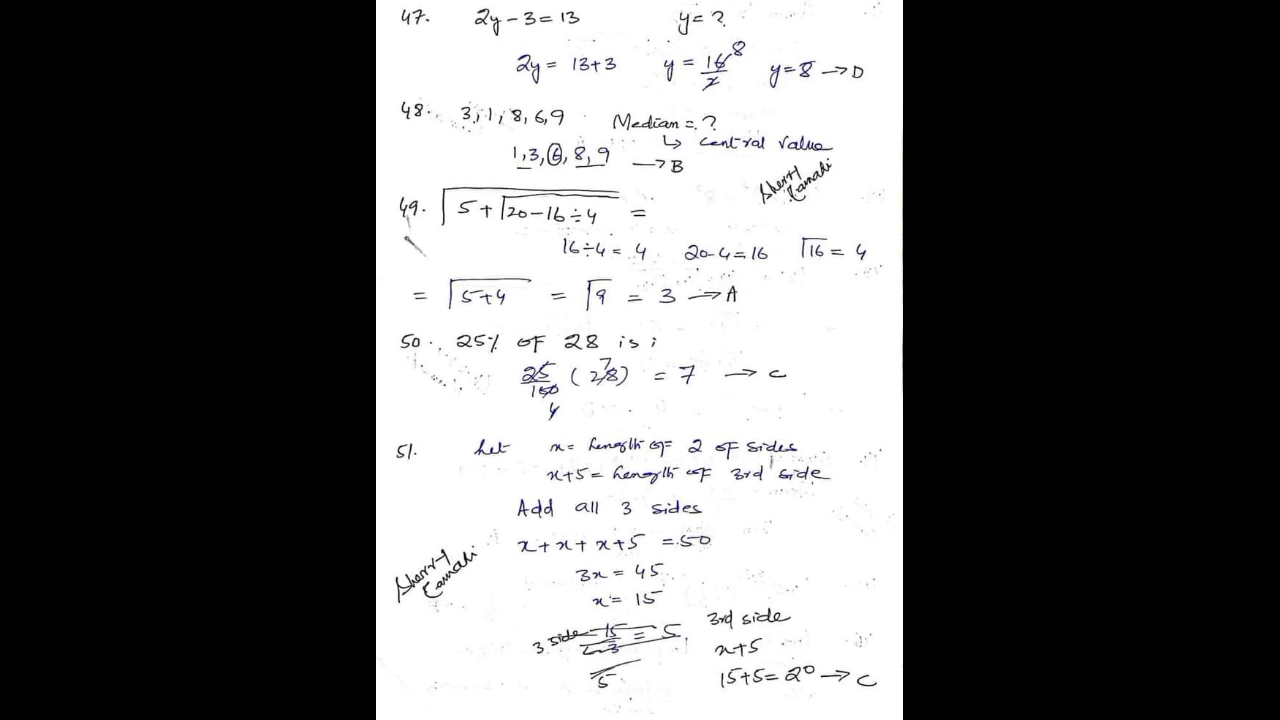 47. 2y - 3 = 13 y = ?
2y = 13+3 y = 16/2 8 y = 8 → D
48. 3, 1, 8, 6, 9 Median = ?
↳ central value
1, 3, 6, 8, 9 → B
49. √(5 + √(20 - 16 ÷ 4)) =
16 ÷ 4 = 4 20-4 = 16 √16 = 4
= √(5+4) = √9 = 3 → A
50. 25% of 28 is :
25/100 (28) 7 = 7 → C
4
51. Let x = Length of 2 of sides
x+5 = Length of 3rd side
Add all 3 sides
x + x + x + 5 = 50
3x = 45
x = 15
3 side = 15/3 = 5 3rd side
x+5
5 15+5 = 20 → C